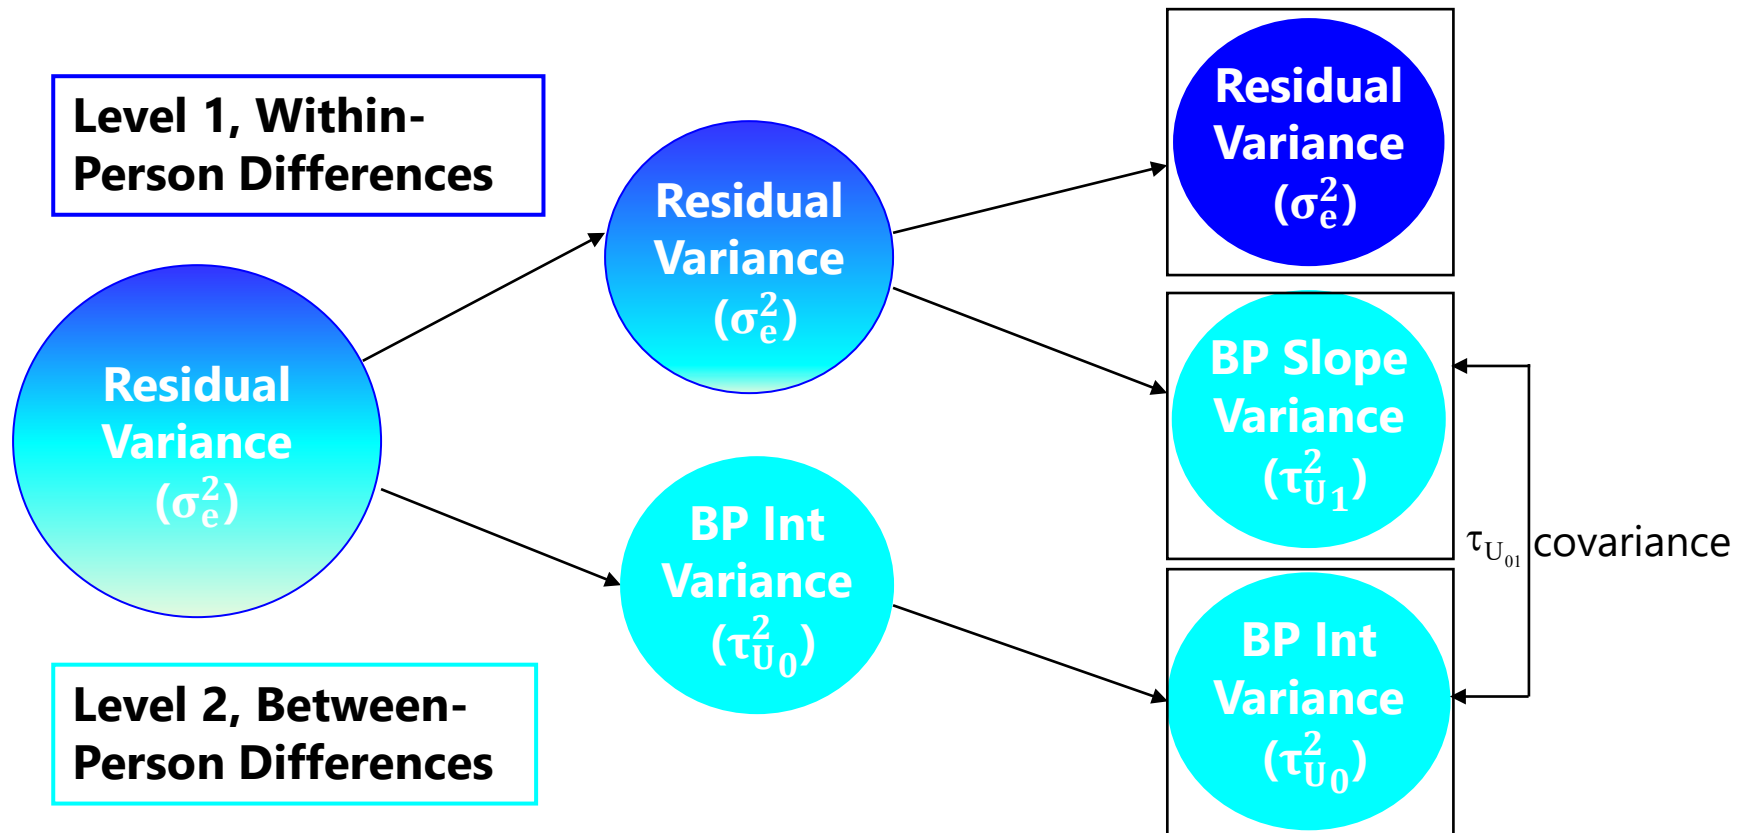 Level 1, Within-
Person Differences
Residual
Variance
(σ²ₑ)
Level 2, Between-
Person Differences
Residual
Variance
(σ²ₑ)
BP Int
Variance
(τ²U₀)
Residual
Variance
(σ²ₑ)
BP Slope
Variance
(τ²U₁)
BP Int
Variance
(τ²U₀)
τU₀₁ covariance